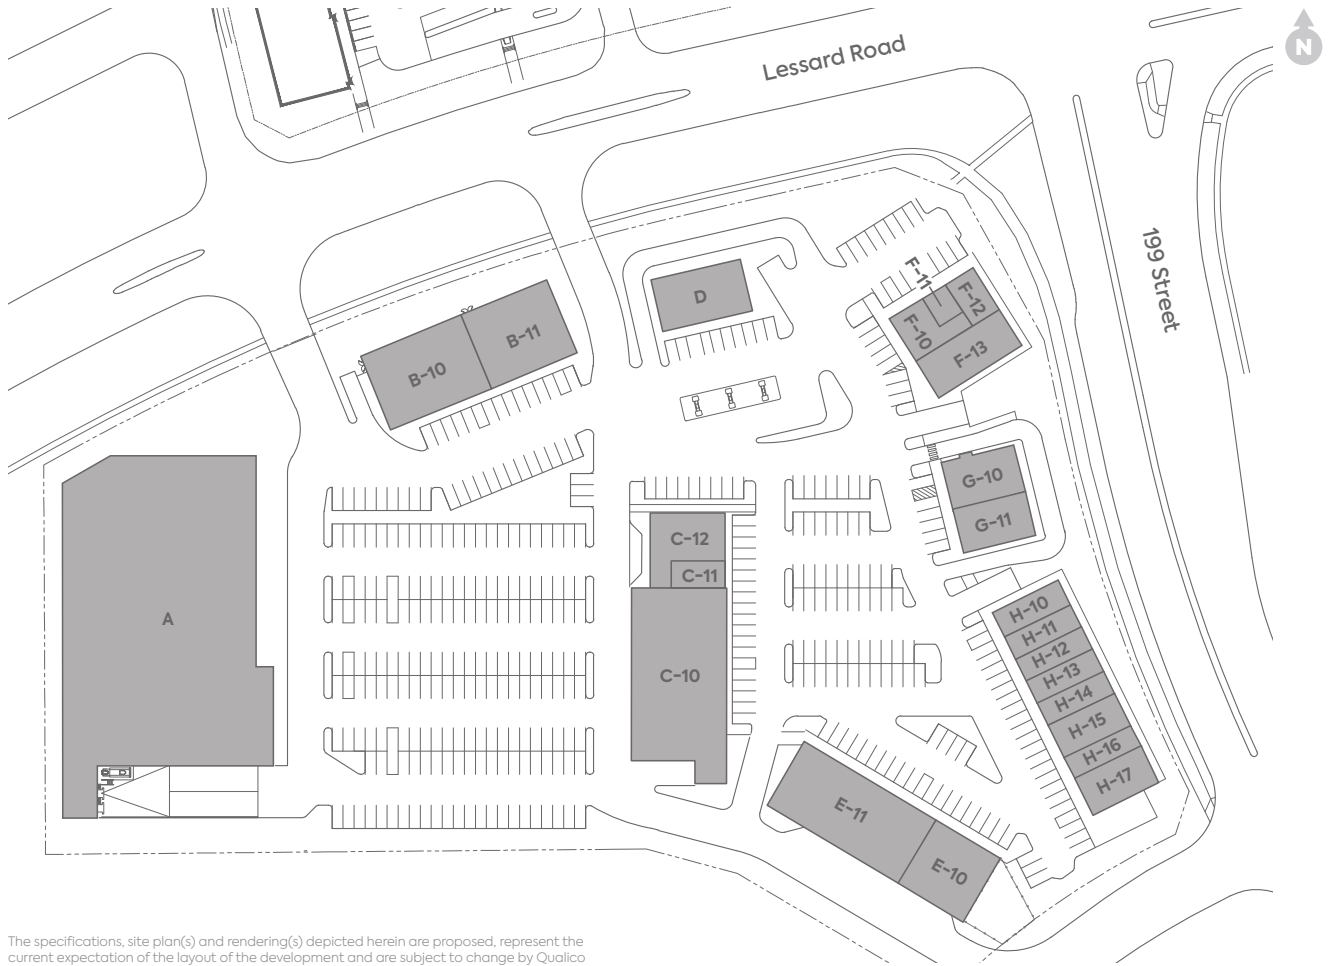 N
Lessard Road
199 Street
F-11
F-12
F-10
F-13
D
B-11
B-10
G-10
G-11
C-12
C-11
C-10
A
H-10
H-11
H-12
H-13
H-14
H-15
H-16
H-17
E-11
E-10
The specifications, site plan(s) and rendering(s) depicted herein are proposed, represent the
current expectation of the layout of the development and are subject to change by Qualico